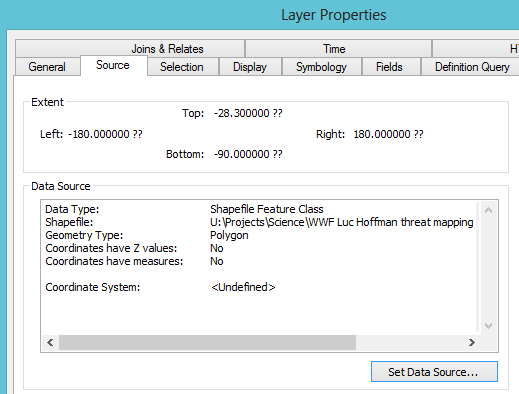 Layer Properties
Joins & Relates Time
General Source Selection Display Symbology Fields Definition Query
Extent
Top: -28.300000 ??
Left: -180.000000 ?? Right: 180.000000 ??
Bottom: -90.000000 ??
Data Source
Data Type: Shapefile Feature Class
Shapefile: U:\Projects\Science\WWF Luc Hoffman threat mapping
Geometry Type: Polygon
Coordinates have Z values: No
Coordinates have measures: No
Coordinate System: <Undefined>
Set Data Source...